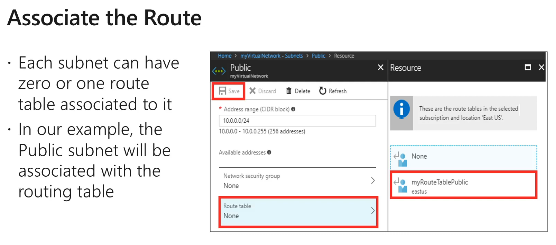 Associate the Route
· Each subnet can have
zero or one route
table associated to it
· In our example, the
Public subnet will be
associated with the
routing table
Home > myVirtualNetwork - Subnets > Public > Resource
Public
myVirtualNetwork
Save
Discard
Delete
Refresh
* Address range (CIDR block)
10.0.0.0/24
10.0.0.0 - 10.0.0.255 (256 addresses)
Available addresses
Network security group
None
Route table
None
Resource
These are the route tables in the selected
subscription and location 'East US'.
None
myRouteTablePublic
eastus